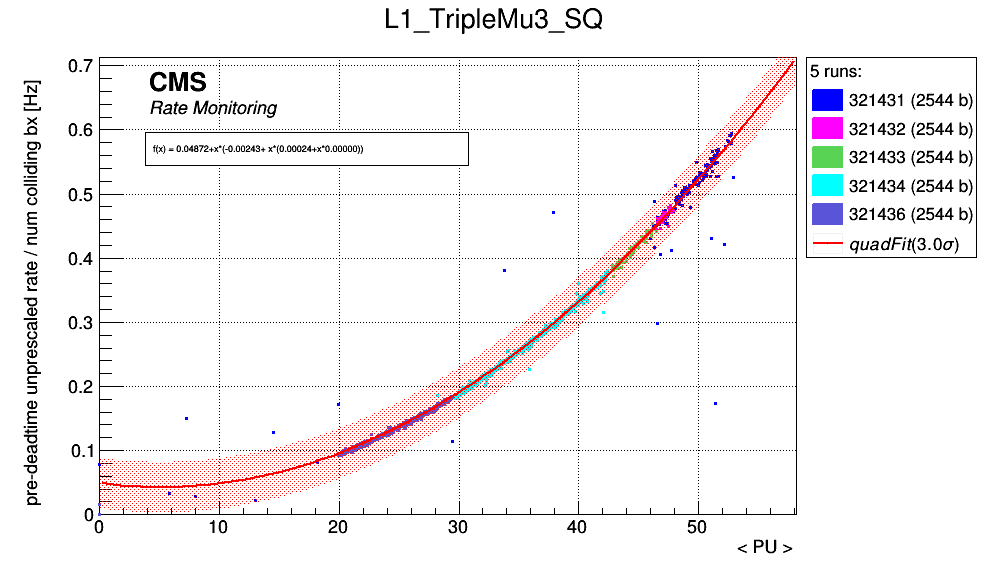 L1_TripleMu3_SQ
pre-deadtime unprescaled rate / num colliding bx [Hz]
0.7
0.6
0.5
0.4
0.3
0.2
0.1
0
CMS
Rate Monitoring
f(x) = 0.04872+x*(-0.00243+ x*(0.00024+x*0.00000))
0 10 20 30 40 50
< PU >
5 runs:
321431 (2544 b)
321432 (2544 b)
321433 (2544 b)
321434 (2544 b)
321436 (2544 b)
quadFit(3.0σ)